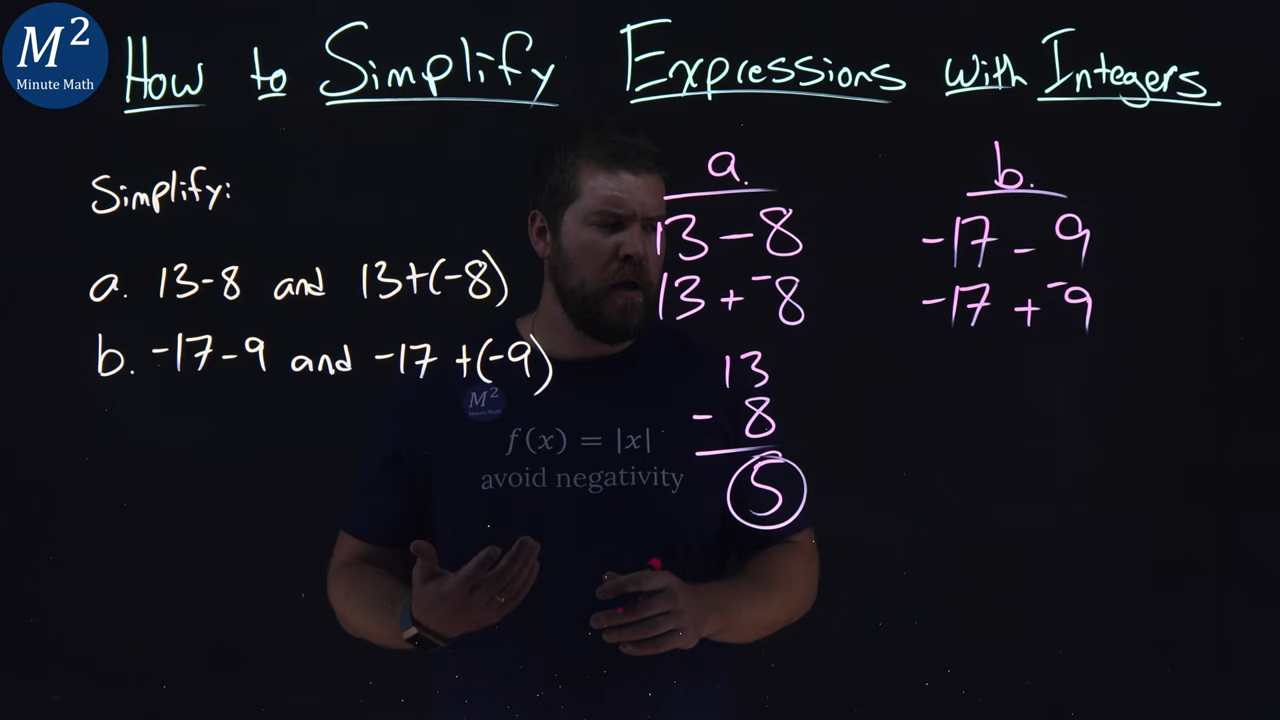 M²
Minute Math
How to Simplify Expressions with Integers
Simplify:
a. 13-8 and 13+(-8)
b. -17-9 and -17+(-9)
a.
13-8
13+⁻8
13
- 8
5
b.
-17-9
-17+⁻9
M²
Minute Math
f(x) = |x|
avoid negativity